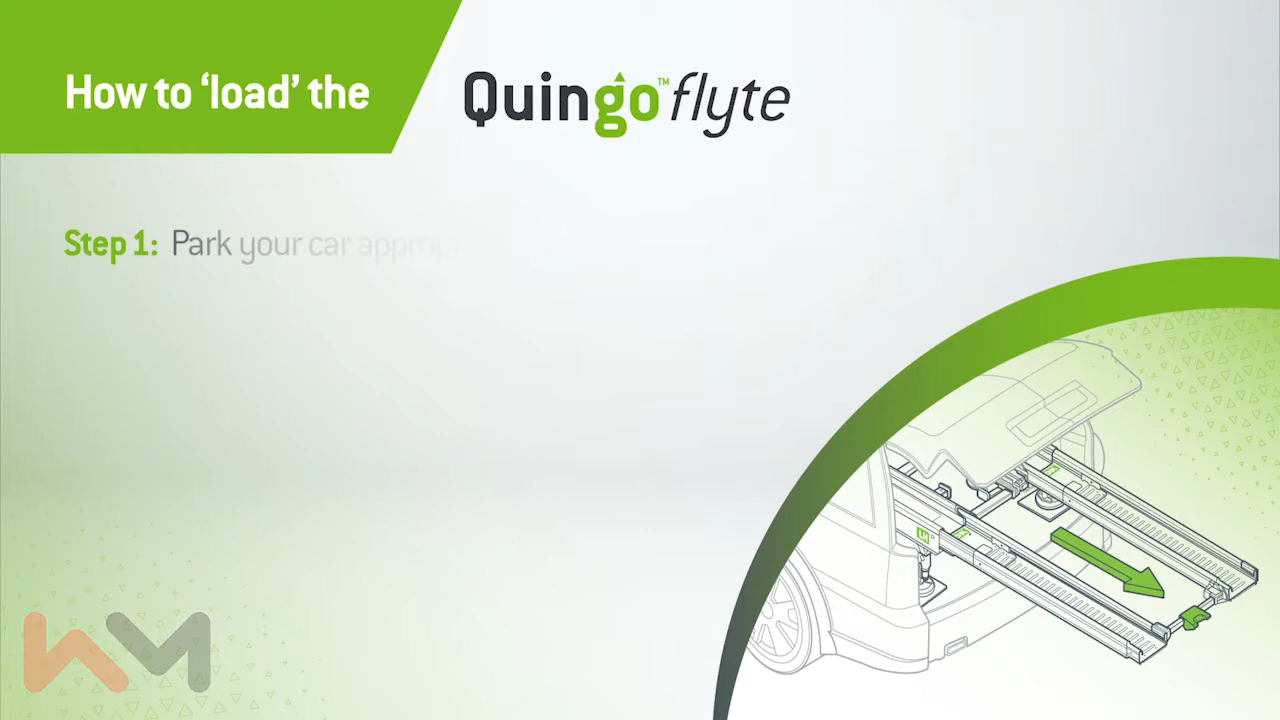 How to ‘load’ the
Quingo™ flyte
Step 1: Park your car